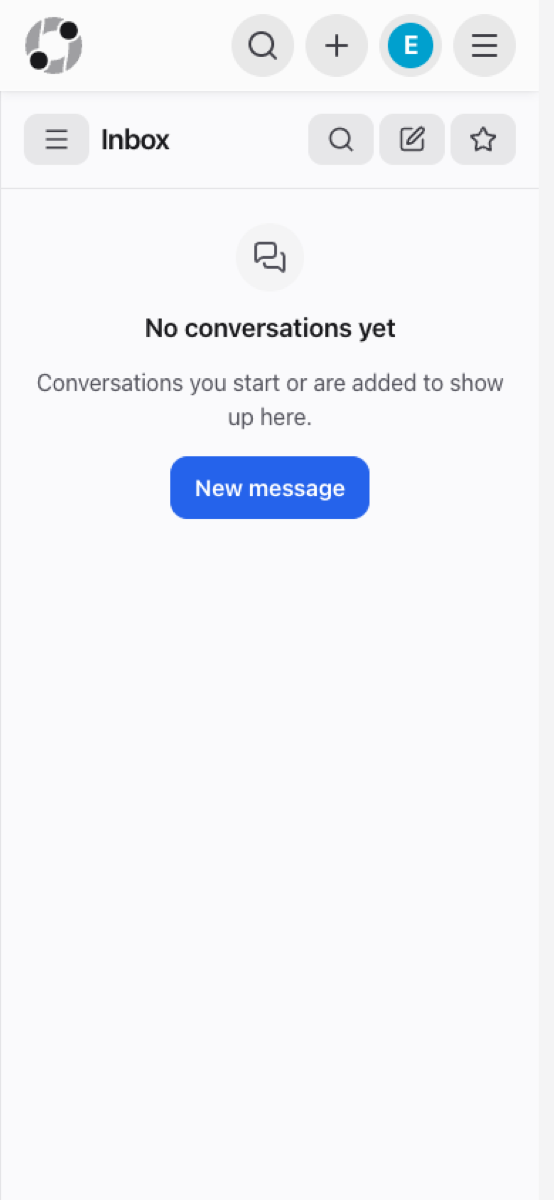 E
Inbox
No conversations yet
Conversations you start or are added to show
up here.
New message